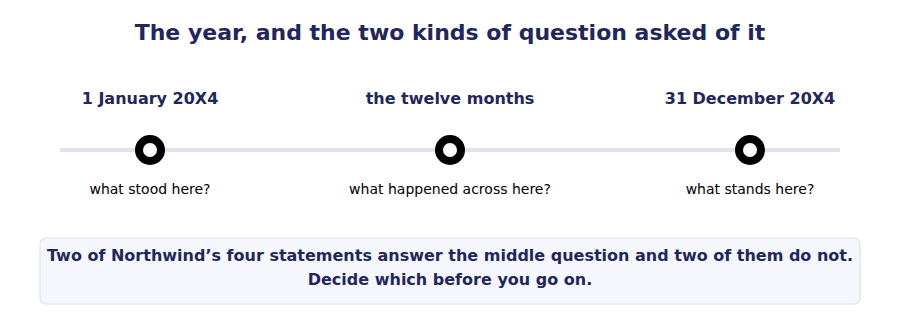 The year, and the two kinds of question asked of it
1 January 20X4
the twelve months
31 December 20X4
what stood here?
what happened across here?
what stands here?
Two of Northwind’s four statements answer the middle question and two of them do not.
Decide which before you go on.